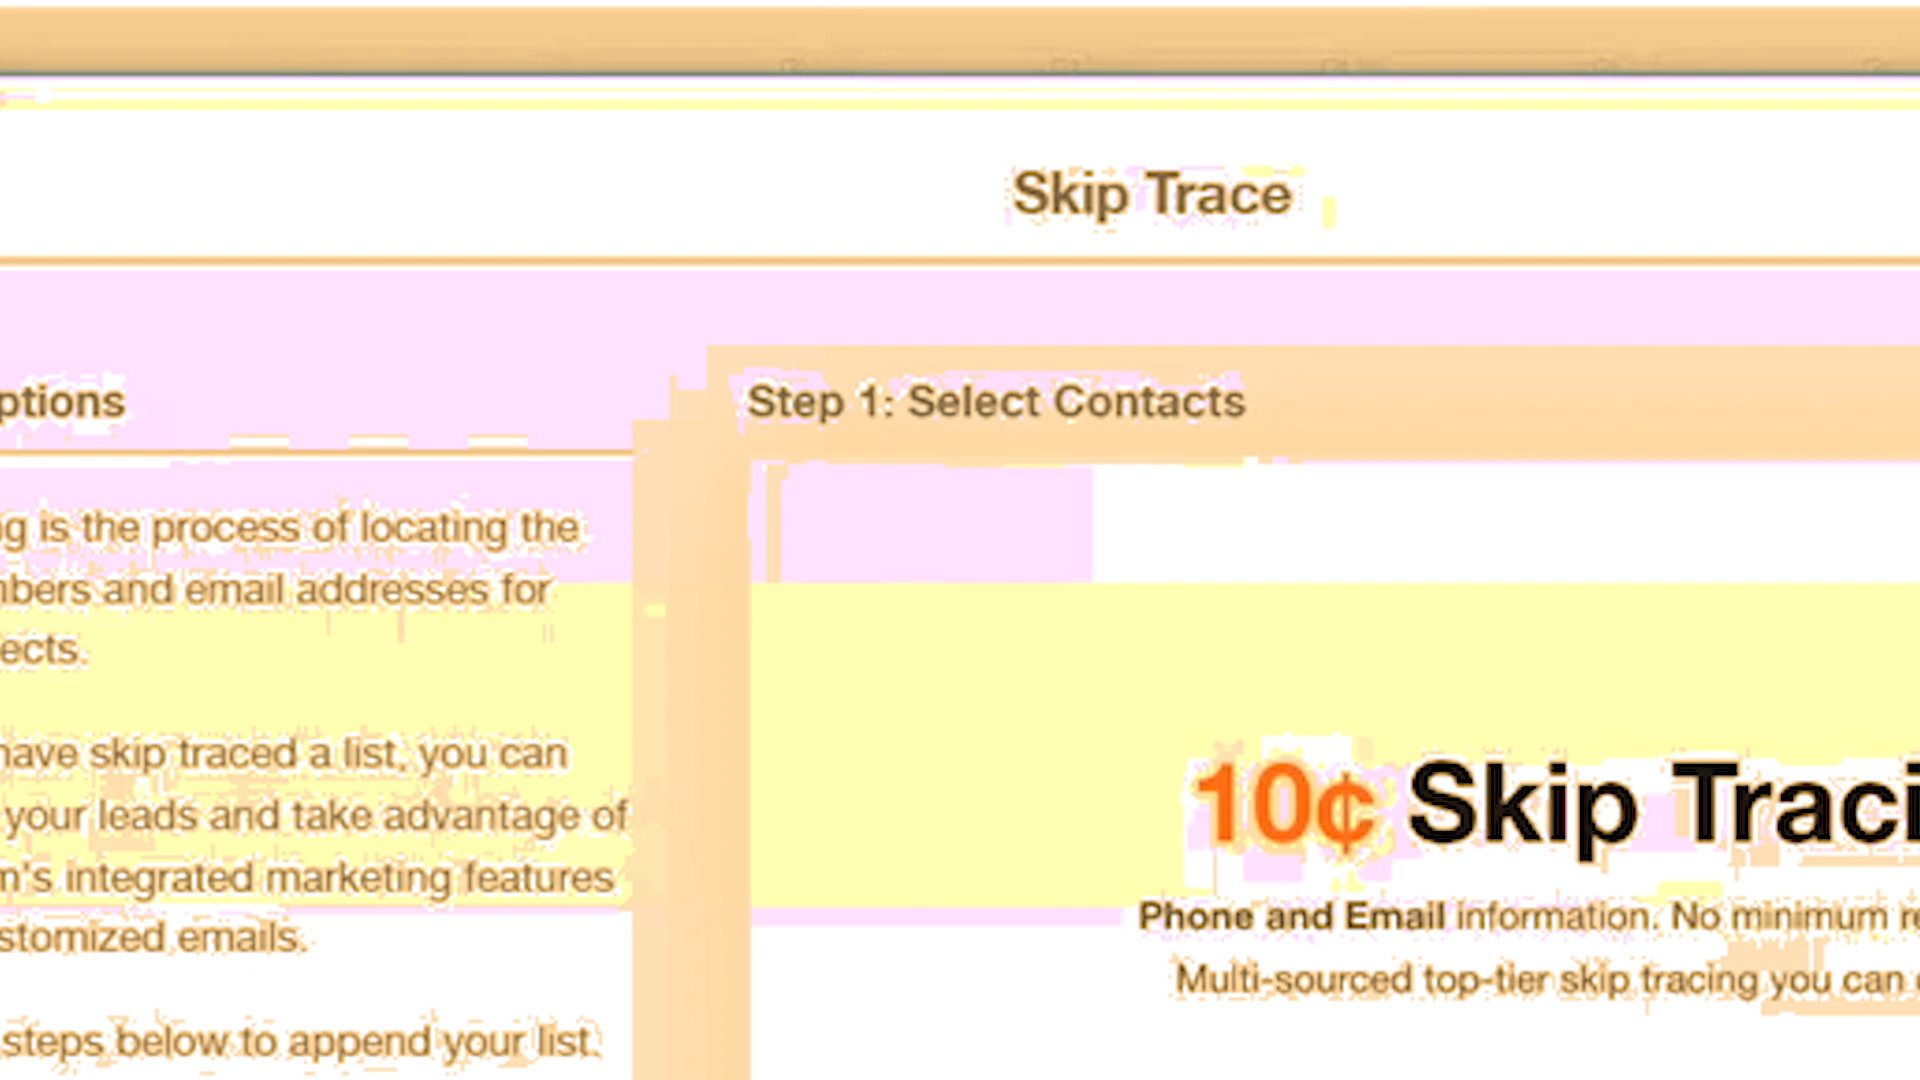 Skip Trace
ptions
g is the process of locating the
bers and email addresses for
ects.
have skip traced a list, you can
your leads and take advantage of
m's integrated marketing features
stomized emails.
steps below to append your list.
Step 1: Select Contacts
10¢ Skip Traci
Phone and Email information. No minimum re
Multi-sourced top-tier skip tracing you can